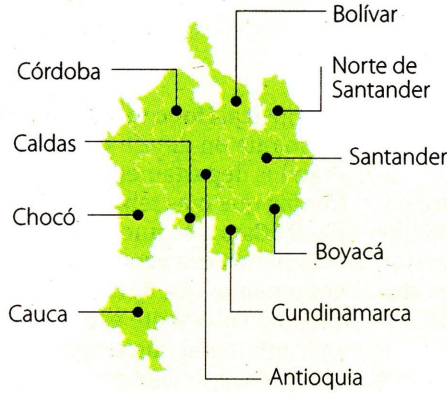 Bolívar
Córdoba
Norte de
Santander
Caldas
Santander
Chocó
Boyacá
Cauca
Cundinamarca
Antioquia